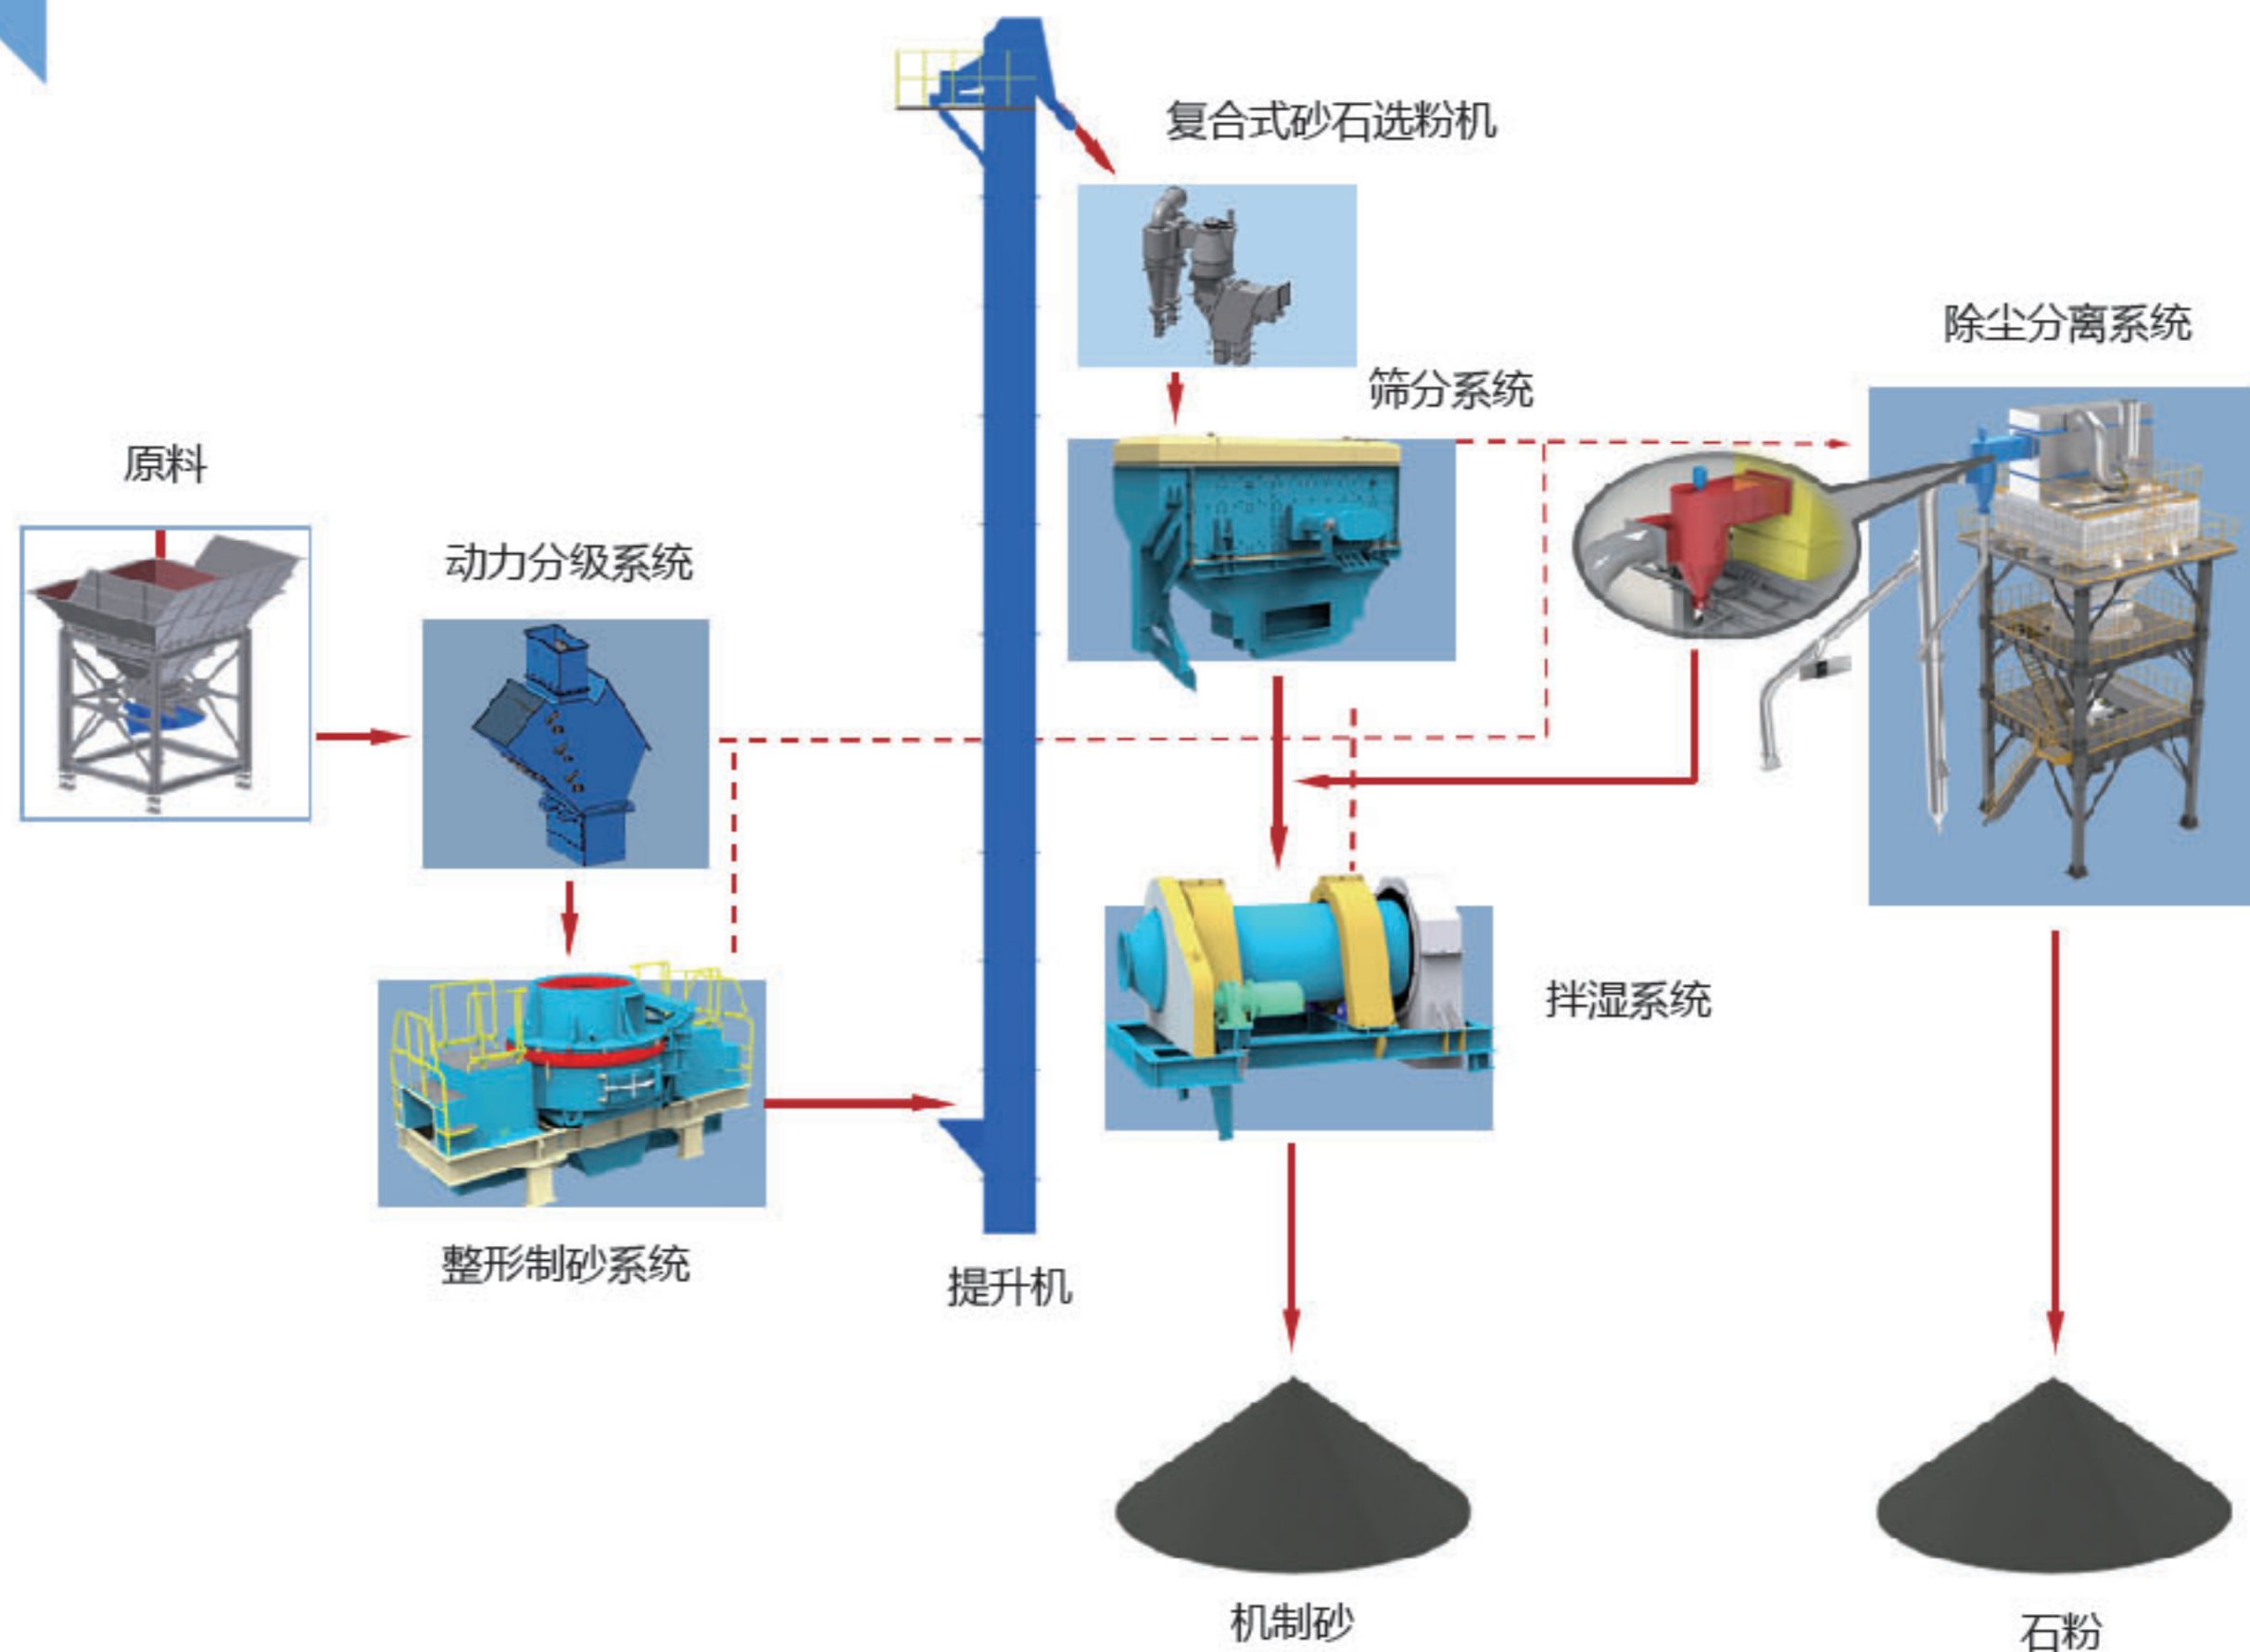 复合式砂石选粉机
除尘分离系统
筛分系统
原料
动力分级系统
拌湿系统
整形制砂系统
提升机
机制砂
石粉